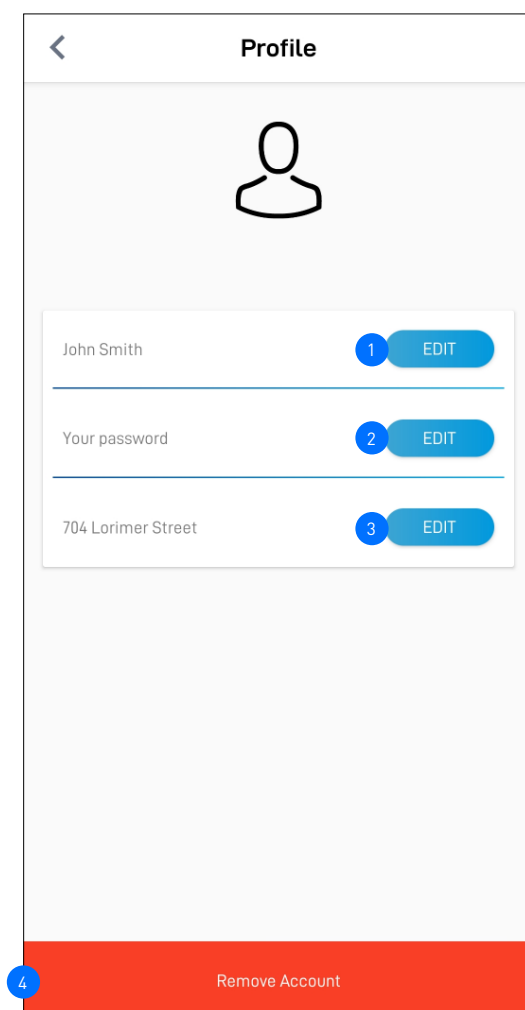 Profile
John Smith
1 EDIT
Your password
2 EDIT
704 Lorimer Street
3 EDIT
4 Remove Account